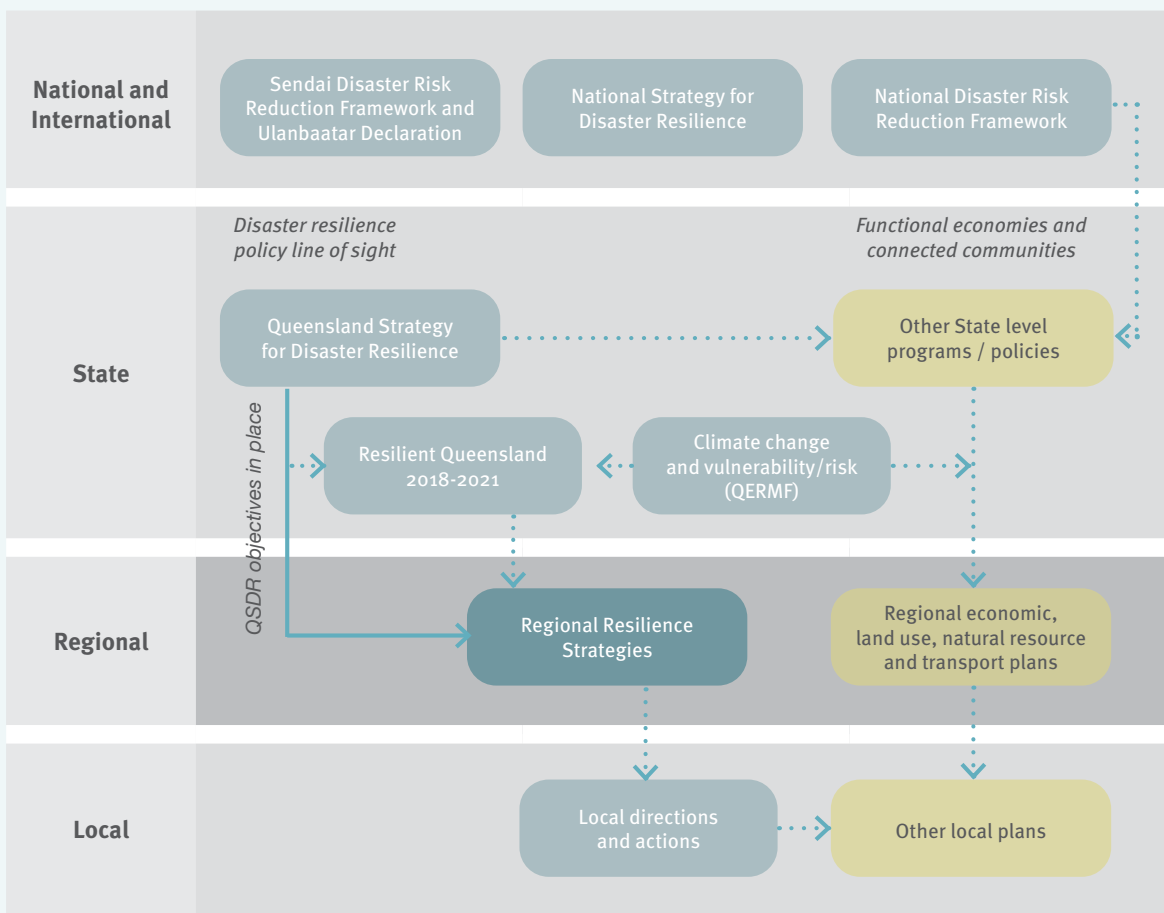 National and
International
Sendai Disaster Risk
Reduction Framework and
Ulanbaatar Declaration
National Strategy for
Disaster Resilience
National Disaster Risk
Reduction Framework
State
Disaster resilience
policy line of sight
Functional economies and
connected communities
Queensland Strategy
for Disaster Resilience
Other State level
programs / policies
QSDR objectives in place
Resilient Queensland
2018-2021
Climate change
and vulnerability/risk
(QERMF)
Regional
Regional Resilience
Strategies
Regional economic,
land use, natural resource
and transport plans
Local
Local directions
and actions
Other local plans